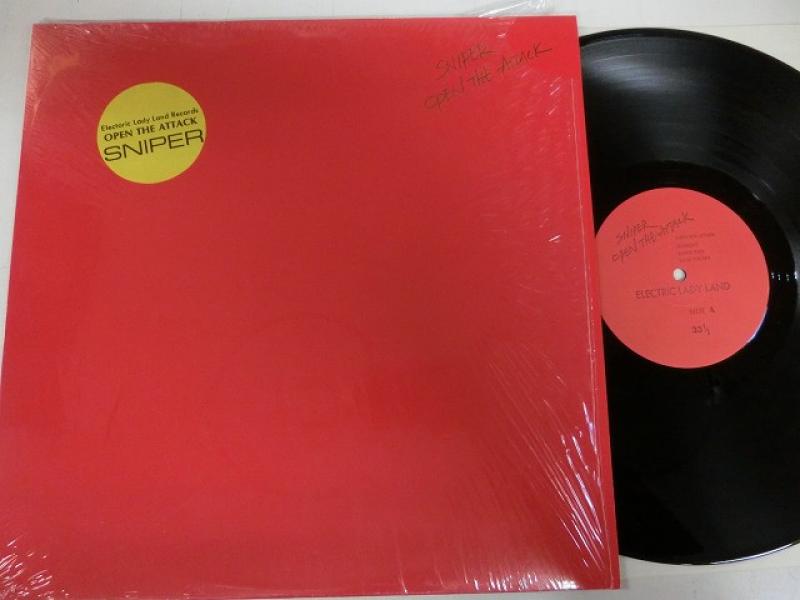 SNIPER
OPEN THE ATTACK
Electric Lady Land Records
OPEN THE ATTACK
SNIPER
SNIPER
OPEN THE ATTACK
ELECTRIC LADY LAND
SIDE A
33⅓